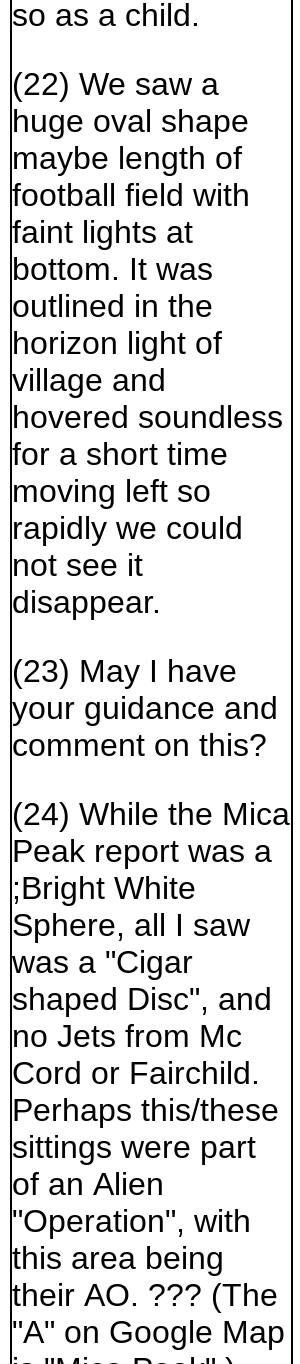 so as a child.
(22) We saw a
huge oval shape
maybe length of
football field with
faint lights at
bottom. It was
outlined in the
horizon light of
village and
hovered soundless
for a short time
moving left so
rapidly we could
not see it
disappear.
(23) May I have
your guidance and
comment on this?
(24) While the Mica
Peak report was a
;Bright White
Sphere, all I saw
was a "Cigar
shaped Disc", and
no Jets from Mc
Cord or Fairchild.
Perhaps this/these
sittings were part
of an Alien
"Operation", with
this area being
their AO. ??? (The
"A" on Google Map
is "Mica Peak".)